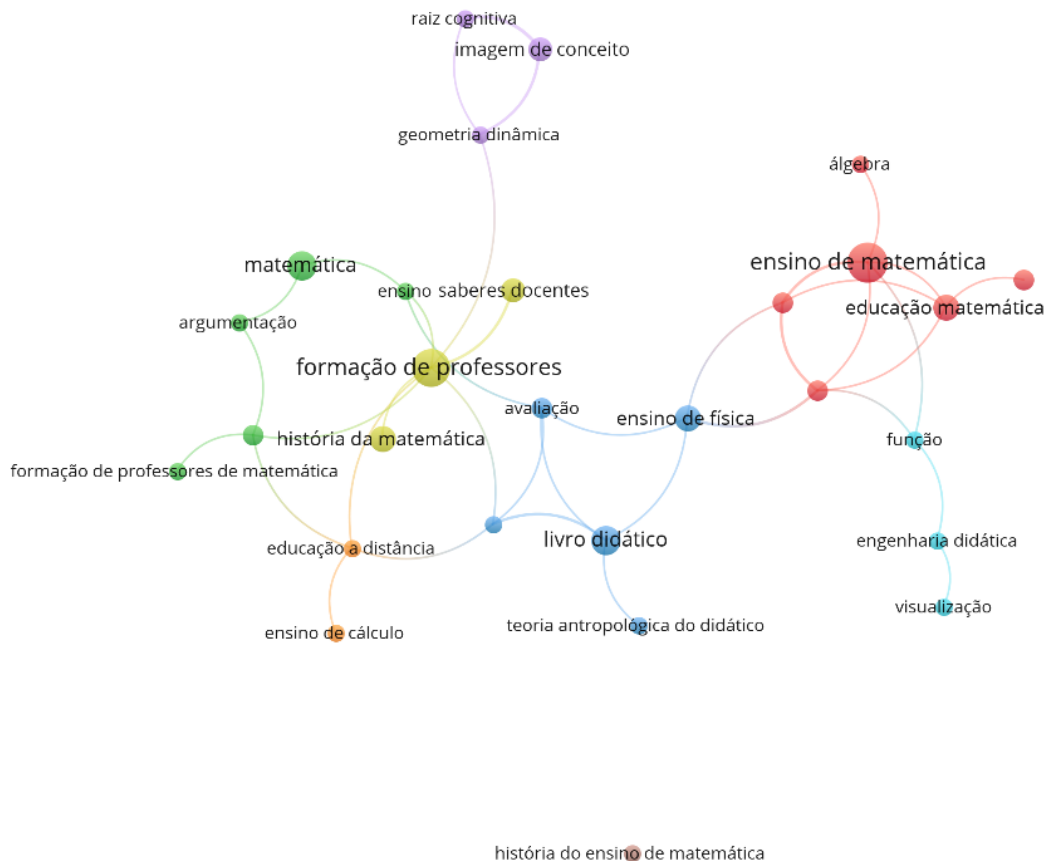 raiz cognitiva
imagem de conceito
geometria dinâmica
álgebra
ensino de matemática
matemática
ensino
saberes docentes
educação matemática
argumentação
formação de professores
avaliação
ensino de física
história da matemática
função
formação de professores de matemática
livro didático
engenharia didática
educação a distância
visualização
teoria antropológica do didático
ensino de cálculo
história do ensino de matemática